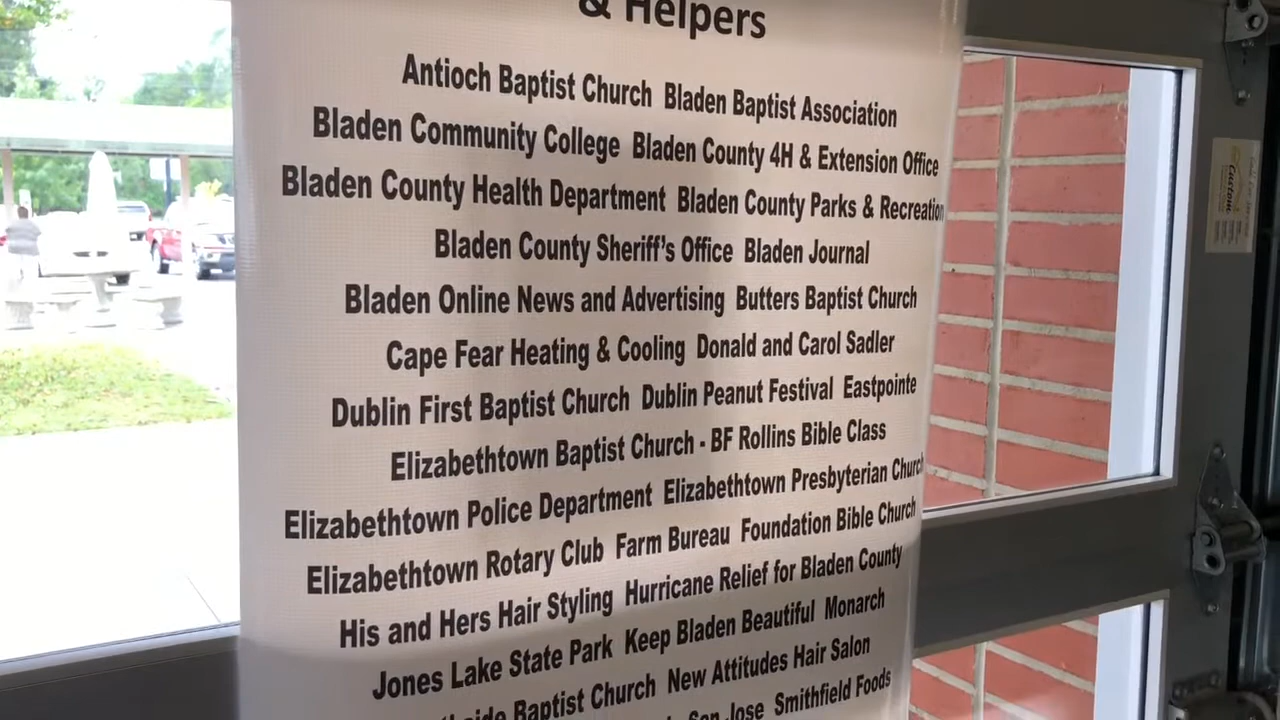 & Helpers
Antioch Baptist Church Bladen Baptist Association
Bladen Community College Bladen County 4H & Extension Office
Bladen County Health Department Bladen County Parks & Recreation
Bladen County Sheriff's Office Bladen Journal
Bladen Online News and Advertising Butters Baptist Church
Cape Fear Heating & Cooling Donald and Carol Sadler
Dublin First Baptist Church Dublin Peanut Festival Eastpointe
Elizabethtown Baptist Church - BF Rollins Bible Class
Elizabethtown Police Department Elizabethtown Presbyterian Church
Elizabethtown Rotary Club Farm Bureau Foundation Bible Church
His and Hers Hair Styling Hurricane Relief for Bladen County
Jones Lake State Park Keep Bladen Beautiful Monarch
Baptist Church New Attitudes Hair Salon
San Jose Smithfield Foods
Custom